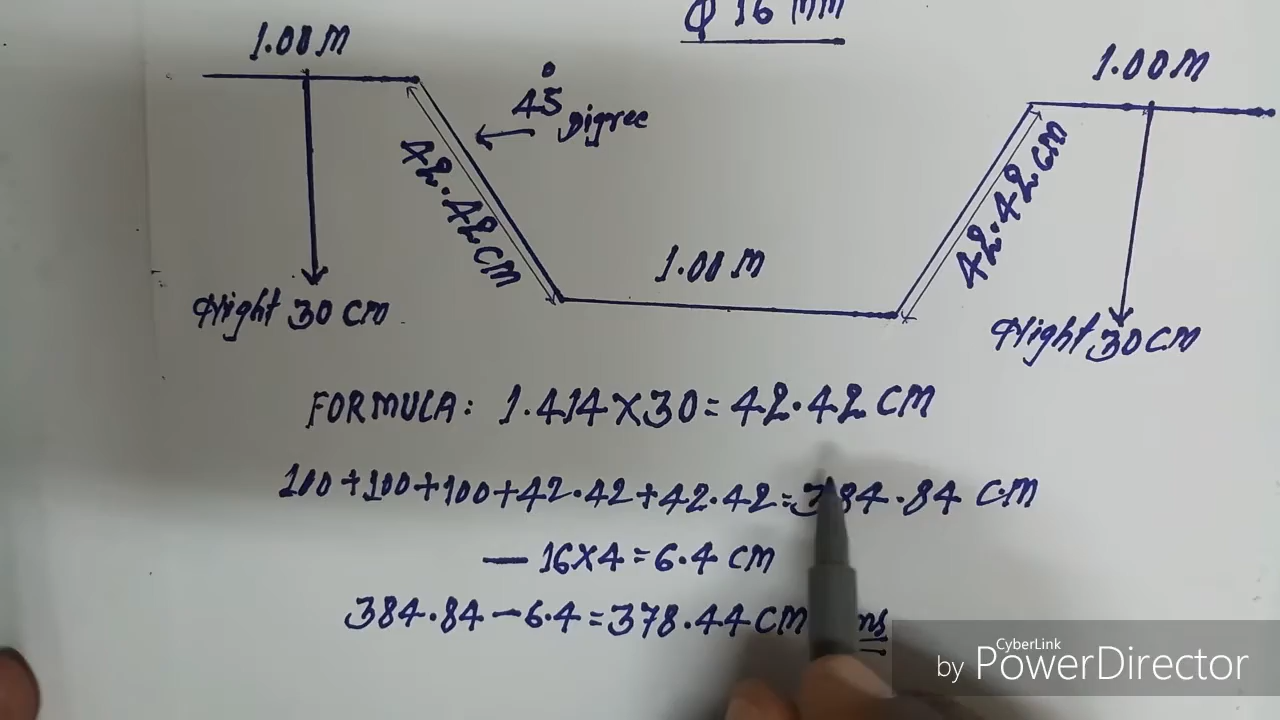 Φ 16 MM
1.00 M
1.00 M
45° Digree
42.42 CM
42.42 CM
1.00 M
Hight 30 CM
Hight 30 CM
FORMULA: 1.414 X 30 = 42.42 CM
100 + 100 + 100 + 42.42 + 42.42 = 384.84 C.M
— 16 X 4 = 6.4 CM
384.84 — 6.4 = 378.44 CM
CyberLink
by PowerDirector